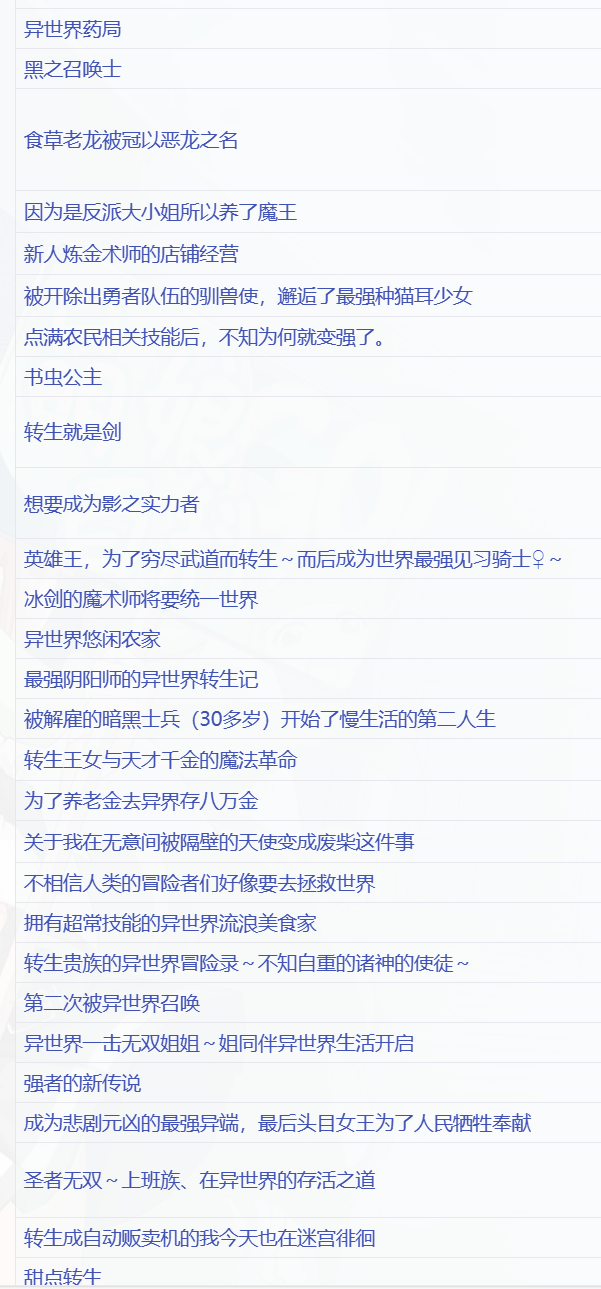 异世界药局
黑之召唤士
食草老龙被冠以恶龙之名
因为是反派大小姐所以养了魔王
新人炼金术师的店铺经营
被开除出勇者队伍的驯兽使，邂逅了最强种猫耳少女
点满农民相关技能后，不知为何就变强了。
书虫公主
转生就是剑
想要成为影之实力者
英雄王，为了穷尽武道而转生～而后成为世界最强见习骑士♀～
冰剑的魔术师将要统一世界
异世界悠闲农家
最强阴阳师的异世界转生记
被解雇的暗黑士兵（30多岁）开始了慢生活的第二人生
转生王女与天才千金的魔法革命
为了养老金去异界存八万金
关于我在无意间被隔壁的天使变成废柴这件事
不相信人类的冒险者们好像要去拯救世界
拥有超常技能的异世界流浪美食家
转生贵族的异世界冒险录～不知自重的诸神的使徒～
第二次被异世界召唤
异世界一击无双姐姐～姐同伴异世界生活开启
强者的新传说
成为悲剧元凶的最强异端，最后头目女王为了人民牺牲奉献
圣者无双～上班族、在异世界的存活之道
转生成自动贩卖机的我今天也在迷宫徘徊
甜点转生